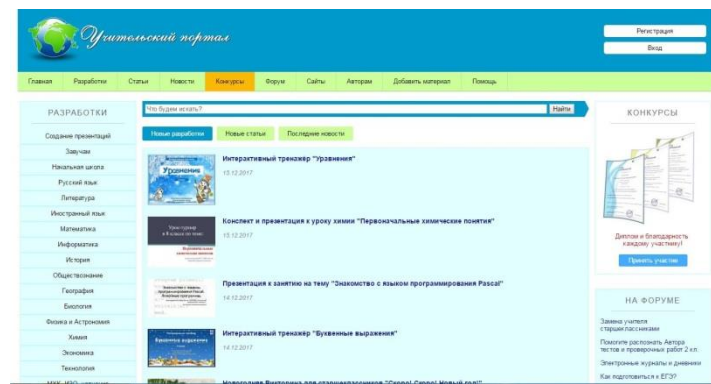 Учительский портал
Регистрация
Вход
Главная
Разработки
Статьи
Новости
Конкурсы
Форум
Сайты
Авторам
Добавить материал
Помощь
РАЗРАБОТКИ
Создание презентаций
Завучам
Начальная школа
Русский язык
Литература
Иностранный язык
Математика
Информатика
История
Обществознание
География
Биология
Физика и Астрономия
Химия
Экономика
Технология
Что будем искать?
Найти
Новые разработки
Новые статьи
Последние новости
Интерактивный тренажёр "Уравнения"
15.12.2017
Уравнения
Конспект и презентация к уроку химии "Первоначальные химические понятия"
15.12.2017
Презентация к занятию на тему "Знакомство с языком программирования Pascal"
14.12.2017
Интерактивный тренажёр "Буквенные выражения"
14.12.2017
Буквенные выражения
КОНКУРСЫ
Диплом и благодарность
каждому участнику!
Принять участие
НА ФОРУМЕ
Замена учителя
старшеклассниками
Помогите распознать Автора
тестов и проверочных работ 2 кл
Электронные журналы и дневники
Как подготовиться к ЕГЭ?